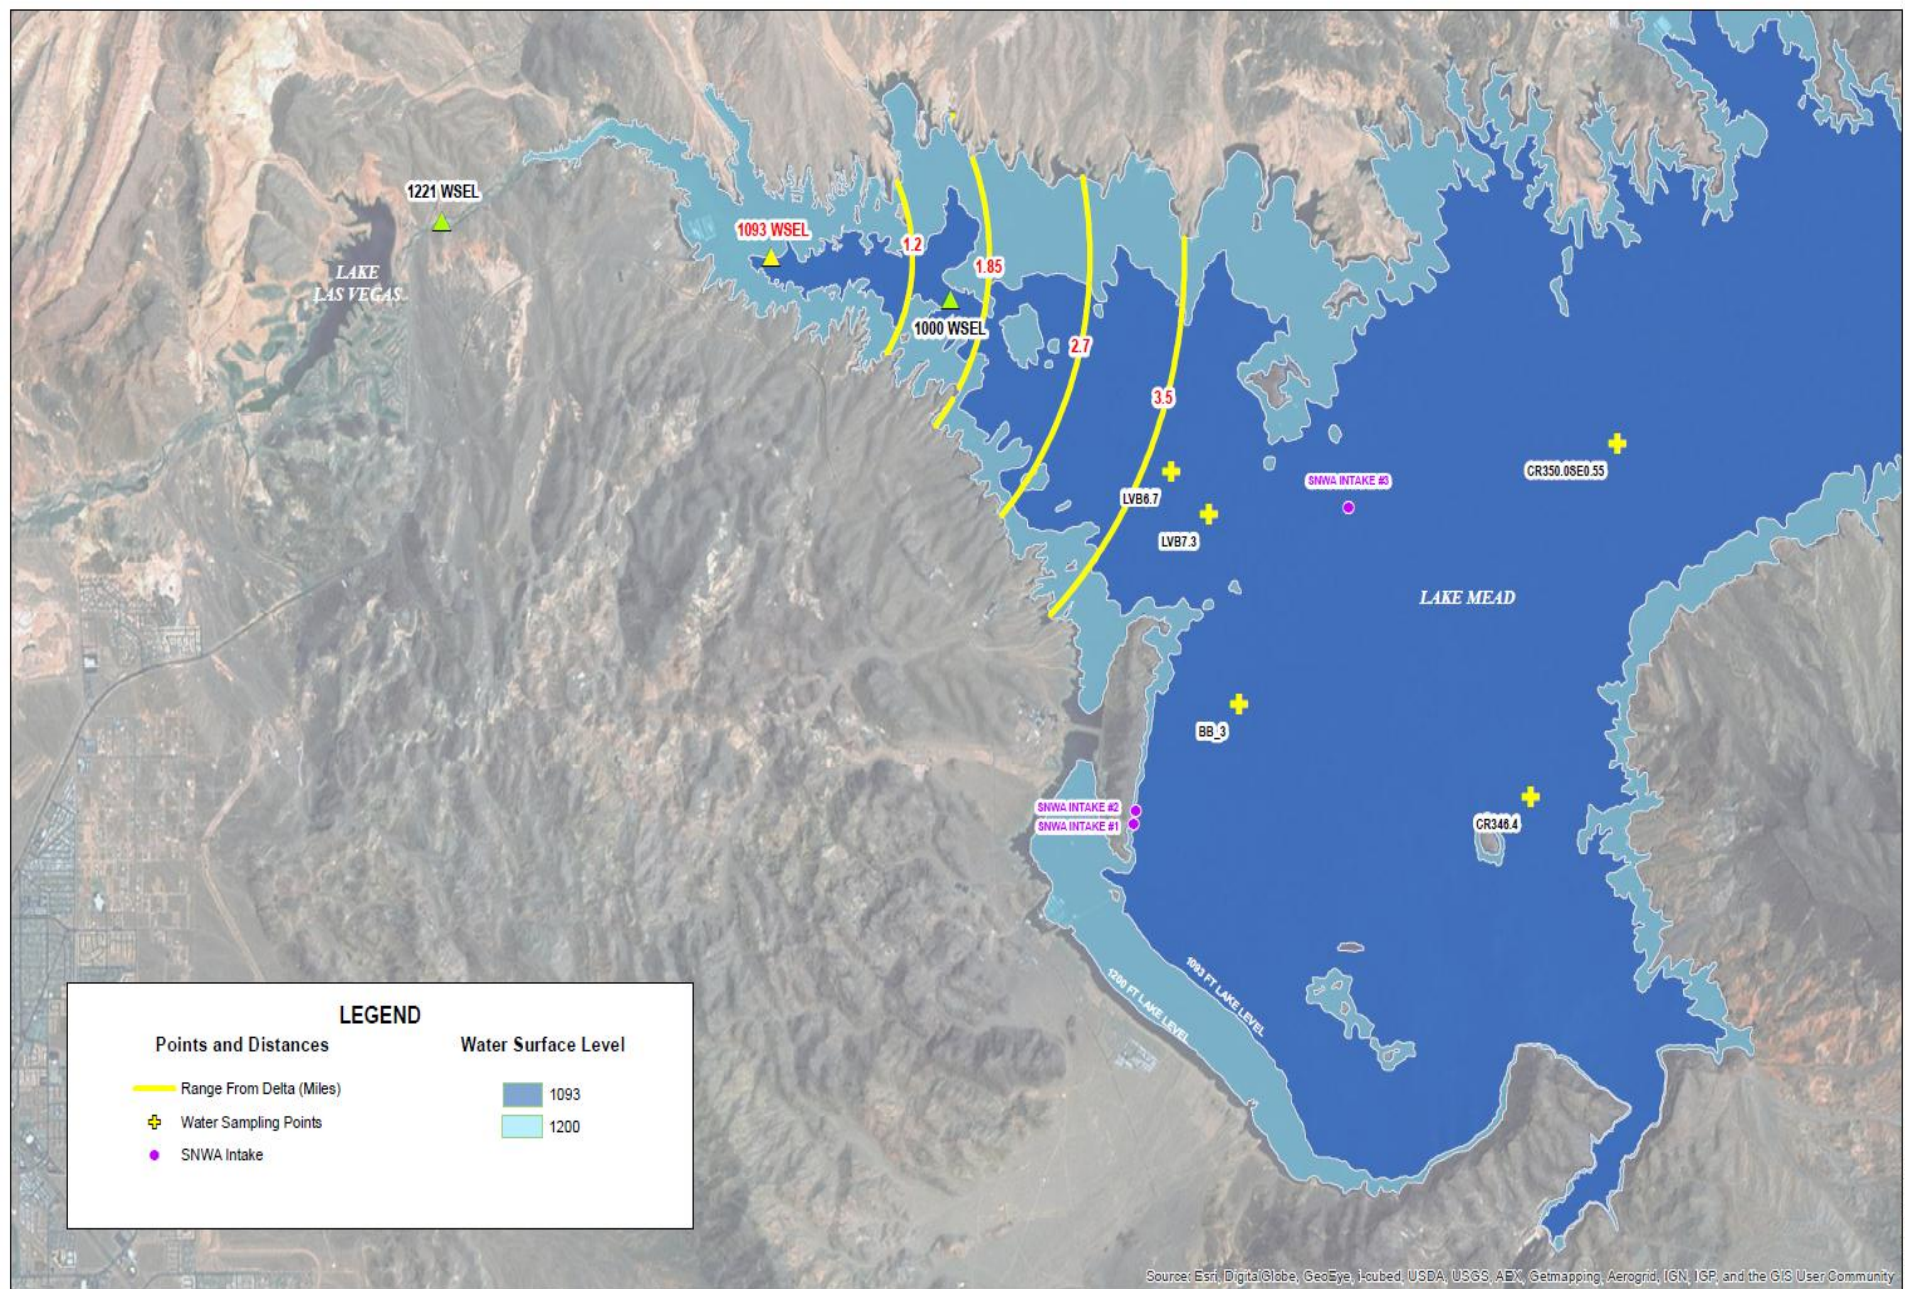 1221 WSEL
LAKE
LAS VEGAS
1093 WSEL
1.2
1.85
1000 WSEL
2.7
3.5
LVB6.7
LVB7.3
SNWA INTAKE #3
CR350.0SE0.55
LAKE MEAD
BB_3
SNWA INTAKE #2
SNWA INTAKE #1
CR346.4
1200 FT LAKE LEVEL
1093 FT LAKE LEVEL
LEGEND
Points and Distances
Water Surface Level
Range From Delta (Miles)
1093
Water Sampling Points
1200
SNWA Intake
Source: Esri, DigitalGlobe, GeoEye, i-cubed, USDA, USGS, AEX, Getmapping, Aerogrid, IGN, IGP, and the GIS User Community